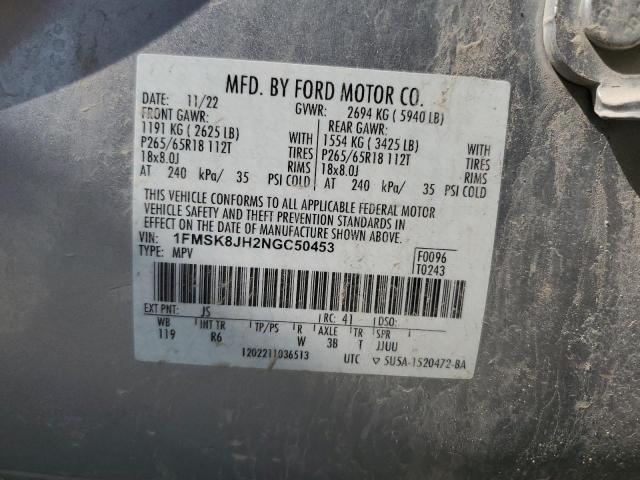 MFD. BY FORD MOTOR CO.
DATE: 11/22 GVWR: 2694 KG ( 5940 LB)
FRONT GAWR: REAR GAWR:
1191 KG ( 2625 LB) WITH 1554 KG ( 3425 LB) WITH
P265/65R18 112T TIRES P265/65R18 112T TIRES
18x8.0J RIMS 18x8.0J RIMS
AT 240 kPa/ 35 PSI COLD AT 240 kPa/ 35 PSI COLD
THIS VEHICLE CONFORMS TO ALL APPLICABLE FEDERAL MOTOR
VEHICLE SAFETY AND THEFT PREVENTION STANDARDS IN
EFFECT ON THE DATE OF MANUFACTURE SHOWN ABOVE.
VIN: 1FMSK8JH2NGC50453 F0096
TYPE: MPV T0243
EXT PNT: JS RC: 41 DSO:
WB INT TR TP/PS R AXLE TR SPR
119 R6 W 3B T JJUU
1202211036513 UTC ▽ 5U5A-1520472-BA